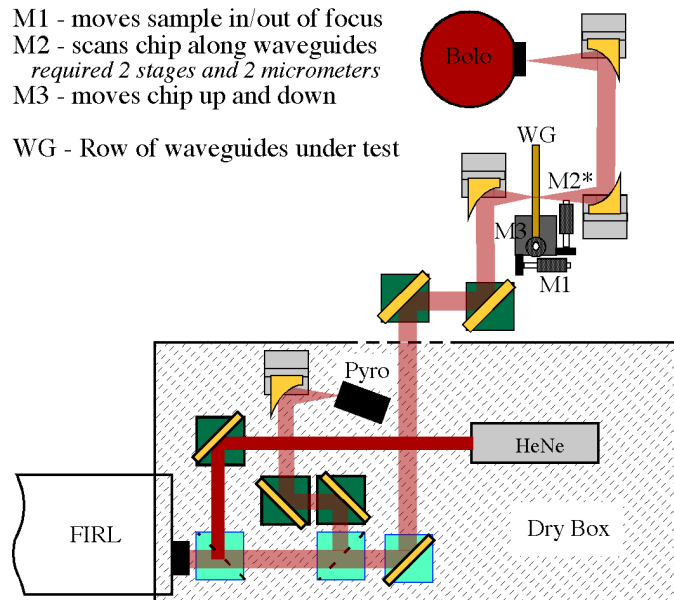 M1 - moves sample in/out of focus
M2 - scans chip along waveguides
required 2 stages and 2 micrometers
M3 - moves chip up and down
WG - Row of waveguides under test
Bolo
WG
M2*
M3
M1
Pyro
HeNe
FIRL
Dry Box